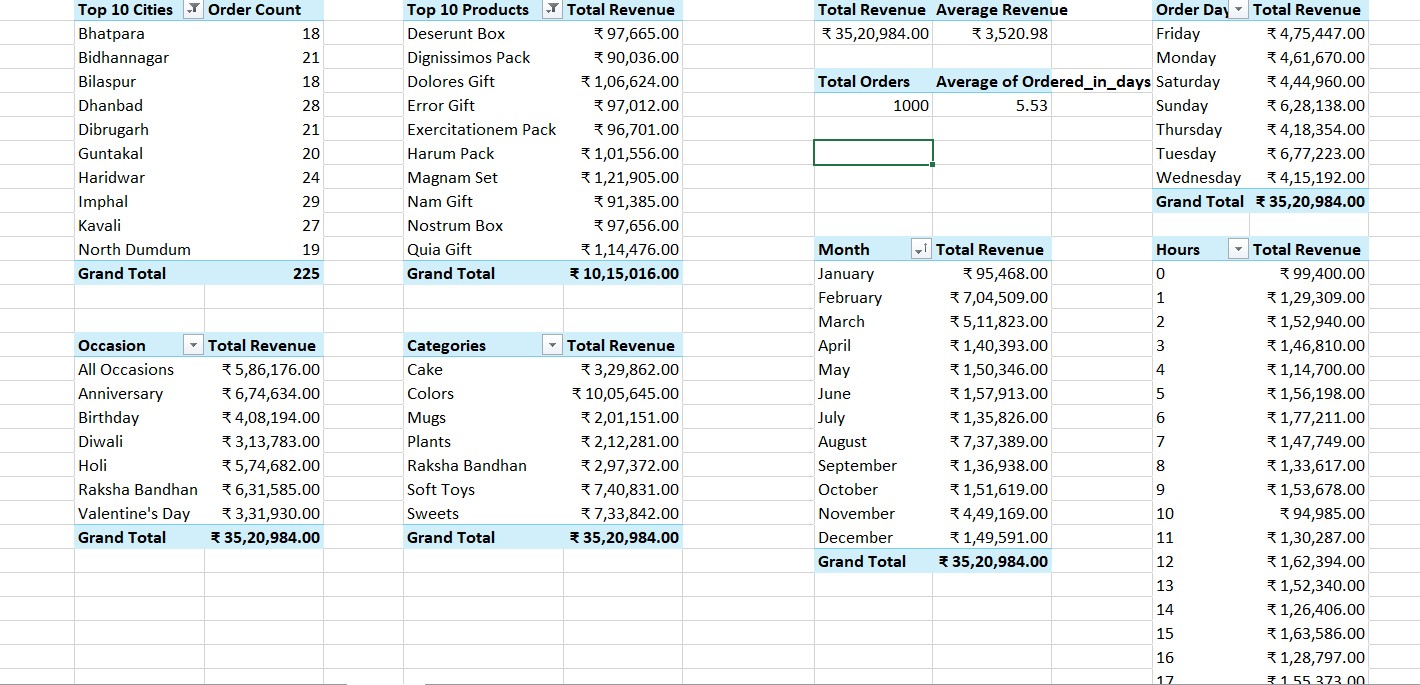 Top 10 Cities Order Count
Bhatpara 18
Bidhannagar 21
Bilaspur 18
Dhanbad 28
Dibrugarh 21
Guntakal 20
Haridwar 24
Imphal 29
Kavali 27
North Dumdum 19
Grand Total 225
Top 10 Products Total Revenue
Deserunt Box ₹ 97,665.00
Dignissimos Pack ₹ 90,036.00
Dolores Gift ₹ 1,06,624.00
Error Gift ₹ 97,012.00
Exercitationem Pack ₹ 96,701.00
Harum Pack ₹ 1,01,556.00
Magnam Set ₹ 1,21,905.00
Nam Gift ₹ 91,385.00
Nostrum Box ₹ 97,656.00
Quia Gift ₹ 1,14,476.00
Grand Total ₹ 10,15,016.00
Total Revenue Average Revenue
₹ 35,20,984.00 ₹ 3,520.98
Total Orders Average of Ordered_in_days
1000 5.53
Order Day Total Revenue
Friday ₹ 4,75,447.00
Monday ₹ 4,61,670.00
Saturday ₹ 4,44,960.00
Sunday ₹ 6,28,138.00
Thursday ₹ 4,18,354.00
Tuesday ₹ 6,77,223.00
Wednesday ₹ 4,15,192.00
Grand Total ₹ 35,20,984.00
Occasion Total Revenue
All Occasions ₹ 5,86,176.00
Anniversary ₹ 6,74,634.00
Birthday ₹ 4,08,194.00
Diwali ₹ 3,13,783.00
Holi ₹ 5,74,682.00
Raksha Bandhan ₹ 6,31,585.00
Valentine's Day ₹ 3,31,930.00
Grand Total ₹ 35,20,984.00
Categories Total Revenue
Cake ₹ 3,29,862.00
Colors ₹ 10,05,645.00
Mugs ₹ 2,01,151.00
Plants ₹ 2,12,281.00
Raksha Bandhan ₹ 2,97,372.00
Soft Toys ₹ 7,40,831.00
Sweets ₹ 7,33,842.00
Grand Total ₹ 35,20,984.00
Month Total Revenue
January ₹ 95,468.00
February ₹ 7,04,509.00
March ₹ 5,11,823.00
April ₹ 1,40,393.00
May ₹ 1,50,346.00
June ₹ 1,57,913.00
July ₹ 1,35,826.00
August ₹ 7,37,389.00
September ₹ 1,36,938.00
October ₹ 1,51,619.00
November ₹ 4,49,169.00
December ₹ 1,49,591.00
Grand Total ₹ 35,20,984.00
Hours Total Revenue
0 ₹ 99,400.00
1 ₹ 1,29,309.00
2 ₹ 1,52,940.00
3 ₹ 1,46,810.00
4 ₹ 1,14,700.00
5 ₹ 1,56,198.00
6 ₹ 1,77,211.00
7 ₹ 1,47,749.00
8 ₹ 1,33,617.00
9 ₹ 1,53,678.00
10 ₹ 94,985.00
11 ₹ 1,30,287.00
12 ₹ 1,62,394.00
13 ₹ 1,52,340.00
14 ₹ 1,26,406.00
15 ₹ 1,63,586.00
16 ₹ 1,28,797.00
17 ₹ 1,55,373.00